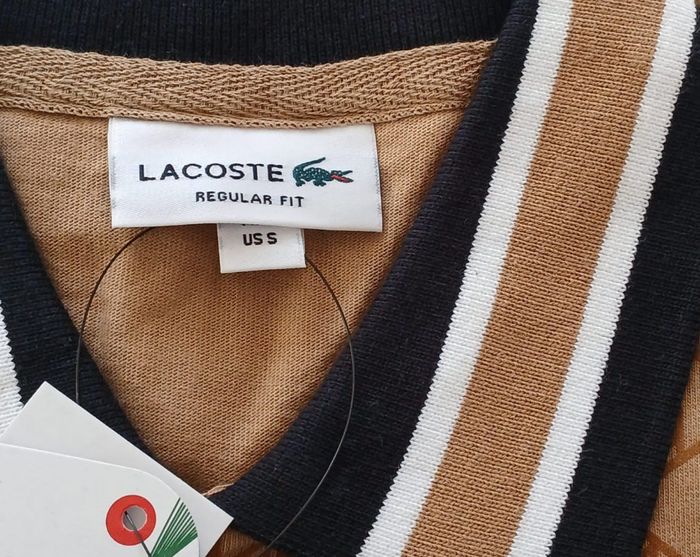 LACOSTE
REGULAR FIT
US S